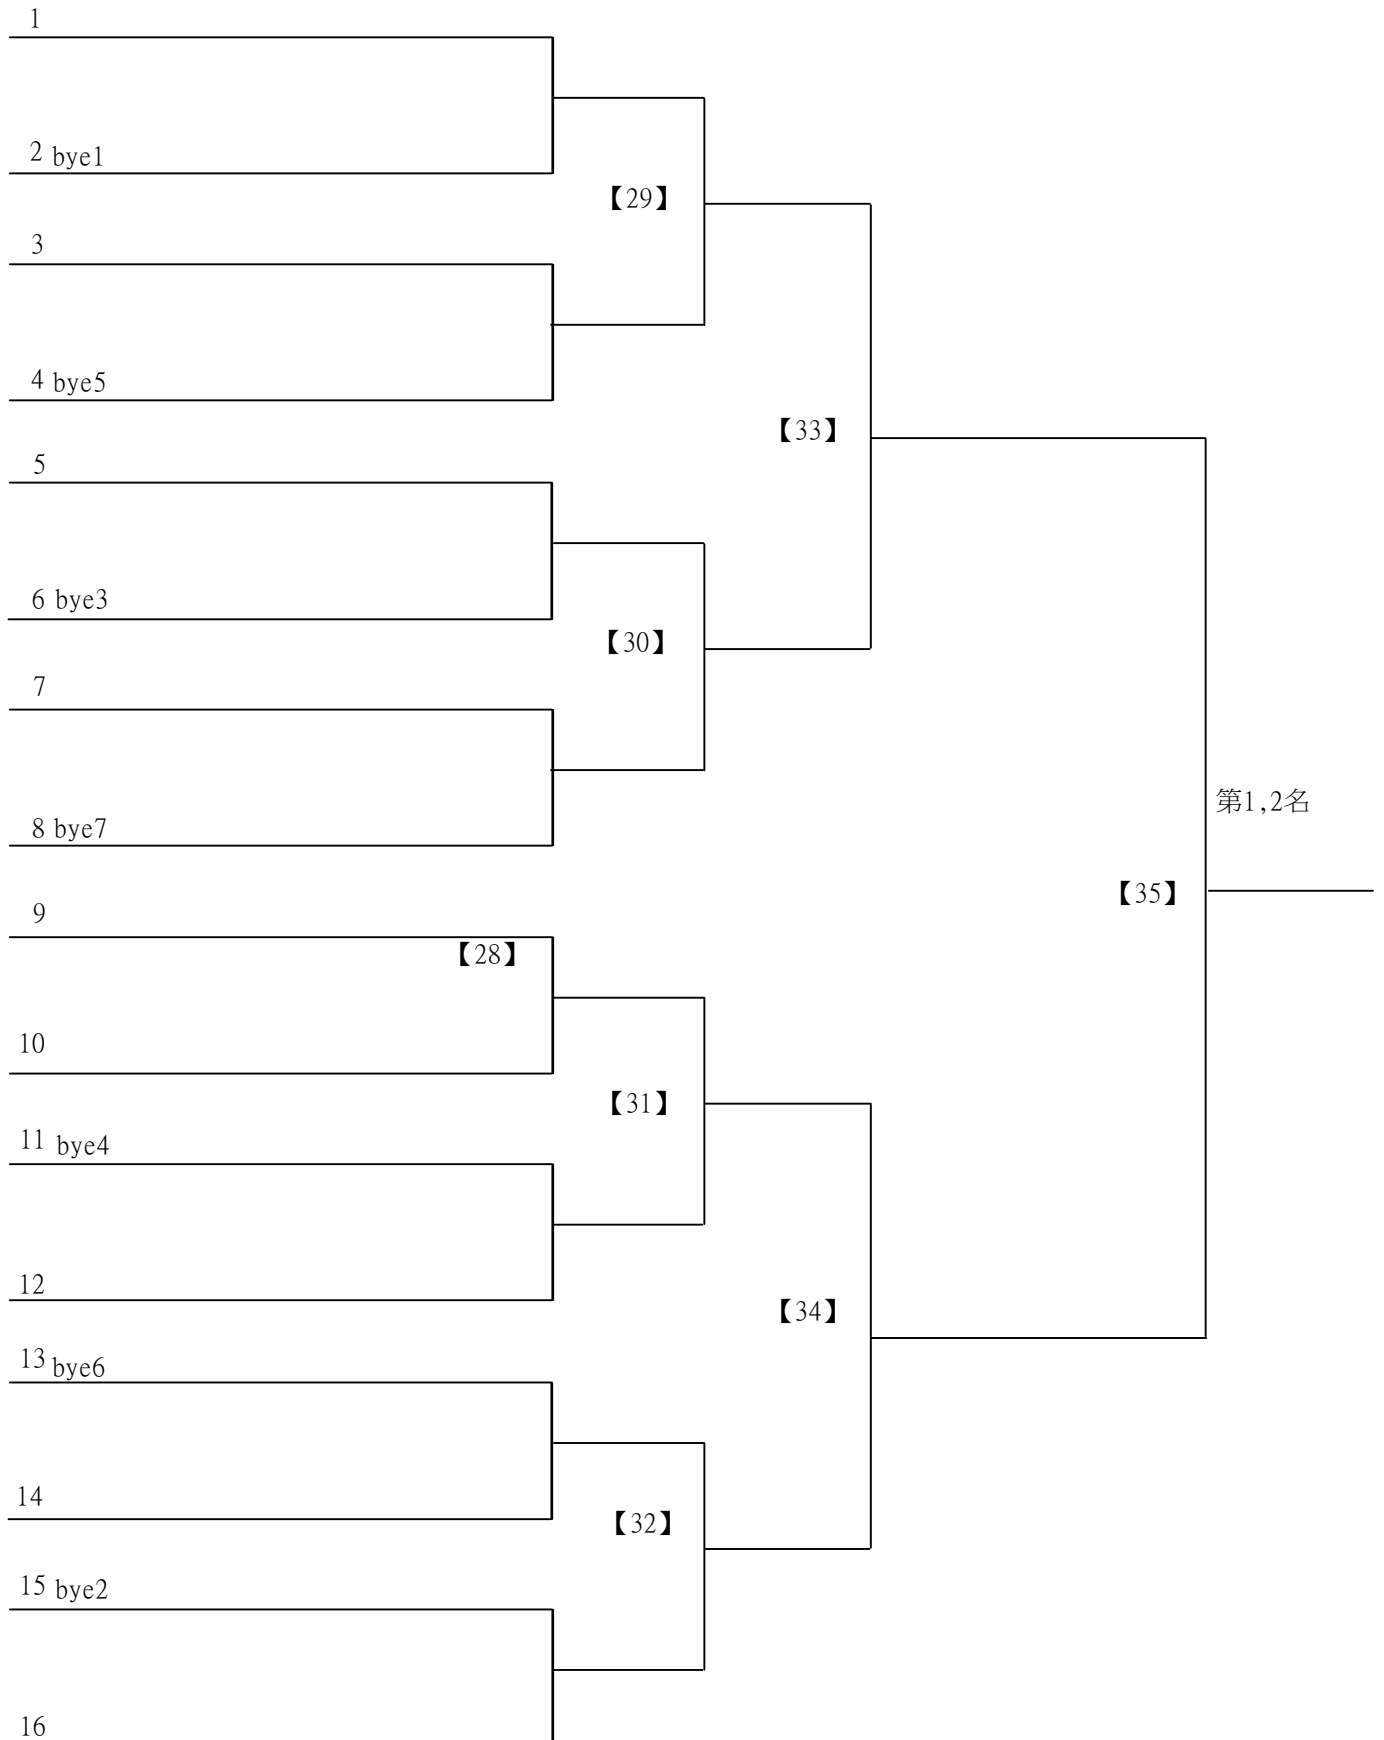 1
2 bye1
【29】
3
4 bye5
【33】
5
6 bye3
【30】
7
第1,2名
8 bye7
【35】
9
【28】
10
【31】
11 bye4
12
【34】
13 bye6
14
【32】
15 bye2
16